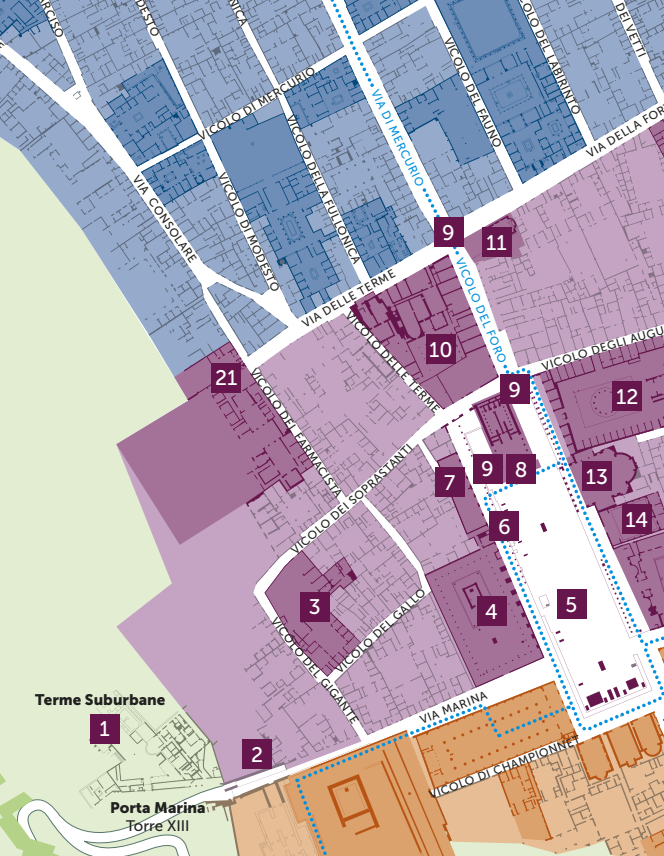 VICOLO DI MERCURIO
VIA DI MERCURIO
VICOLO DEL FAUNO
VICOLO DEL LABIRINTO
DEI VETTI
VIA CONSOLARE
VICOLO DI MODESTO
VICOLO DELLA FULLONICA
VIA DELLA FOR
9
11
VICOLO DEL FORO
VIA DELLE TERME
VICOLO DELLE TERME
10
VICOLO DEGLI AUGU
21
9
12
VICOLO DEL FARMACISTA
VICOLO DEI SOPRASTANTI
7
9
8
13
6
14
3
4
5
VICOLO DEL GALLO
VICOLO DEL GIGANTE
VIA MARINA
Terme Suburbane
1
2
VICOLO DI CHAMPIONNET
Porta Marina
Torre XIII